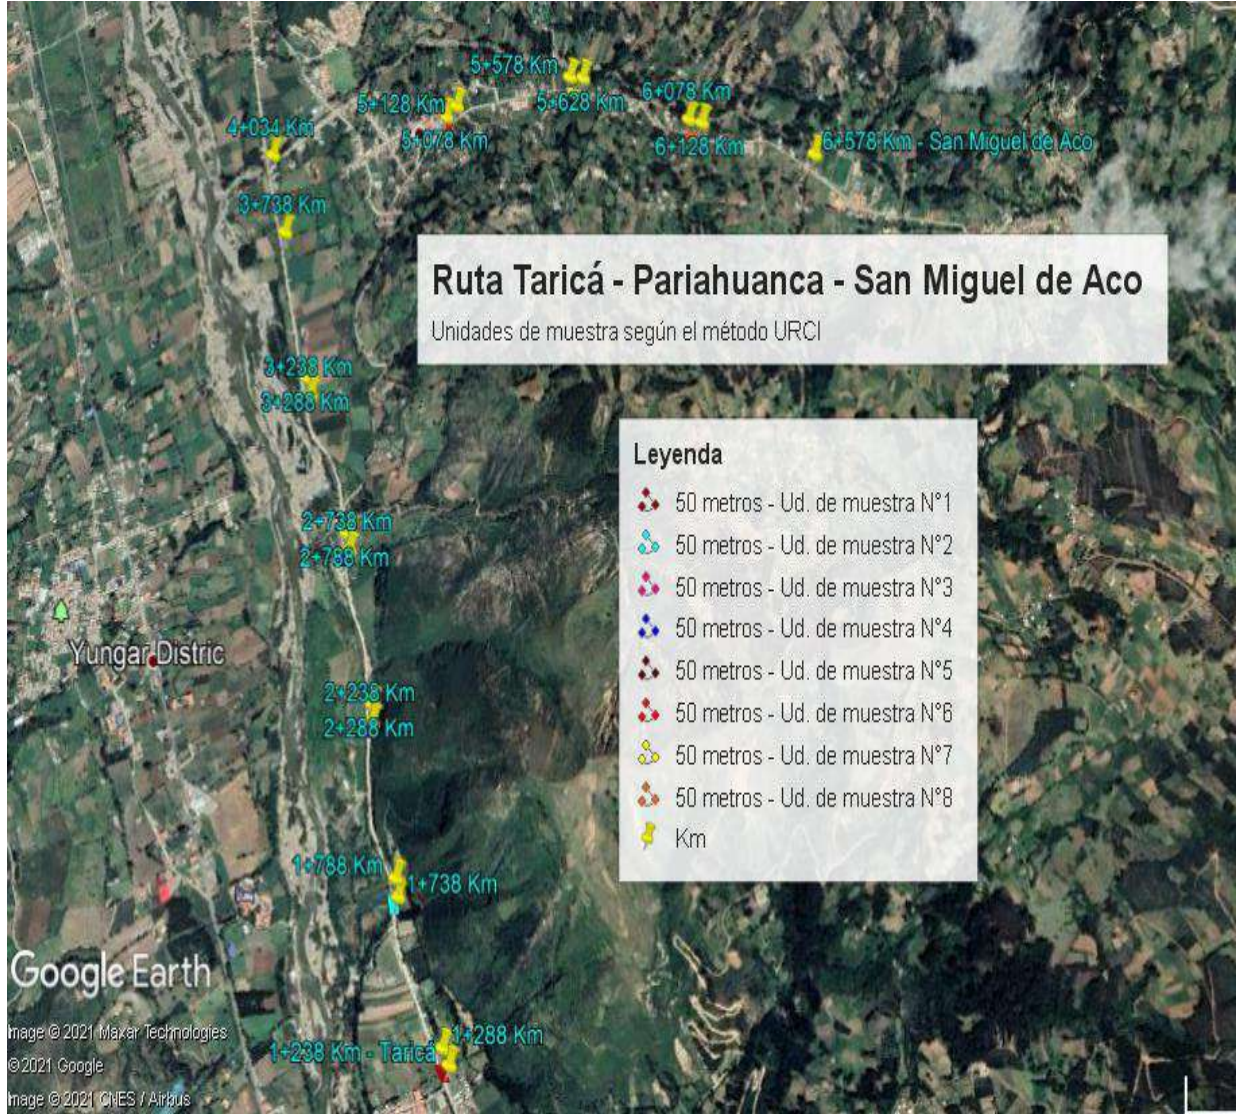 5+578 Km
5+128 Km
5+628 Km
6+078 Km
4+034 Km
5+078 Km
6+128 Km
6+578 Km - San Miguel de Aco
3+738 Km
Ruta Taricá - Pariahuanca - San Miguel de Aco
Unidades de muestra según el método URCI
3+238 Km
3+288 Km
Leyenda
50 metros - Ud. de muestra N°1
50 metros - Ud. de muestra N°2
50 metros - Ud. de muestra N°3
50 metros - Ud. de muestra N°4
50 metros - Ud. de muestra N°5
50 metros - Ud. de muestra N°6
50 metros - Ud. de muestra N°7
50 metros - Ud. de muestra N°8
Km
2+738 Km
2+788 Km
Yungar Distric
2+238 Km
2+288 Km
1+788 Km
1+738 Km
Google Earth
Image © 2021 Maxar Technologies
© 2021 Google
Image © 2021 CNES / Airbus
1+288 Km
1+238 Km - Taricá